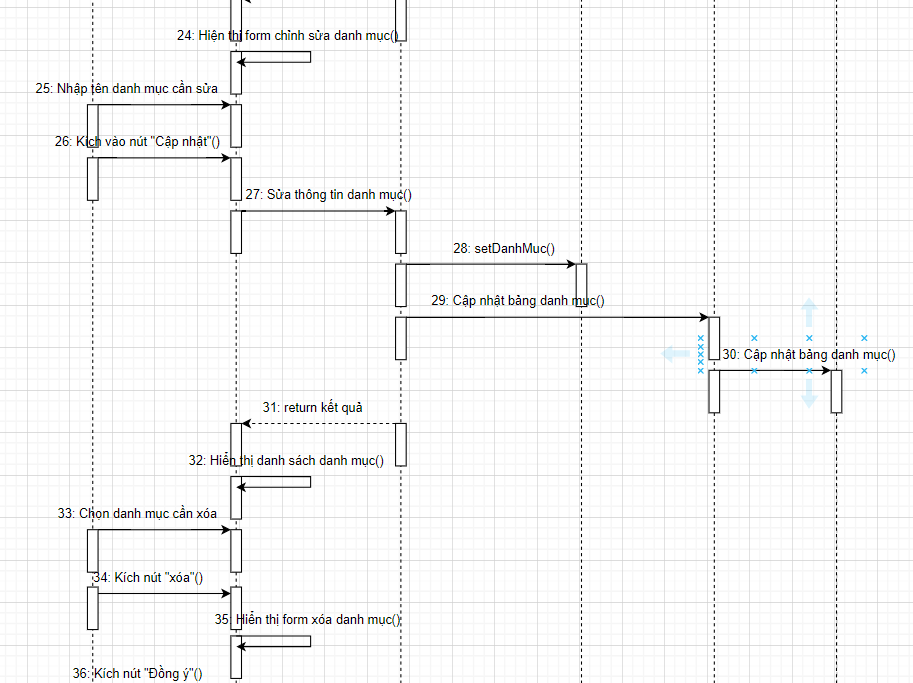 24: Hiện thị form chỉnh sửa danh mục()
25: Nhập tên danh mục cần sửa
26: Kích vào nút "Cập nhật"()
27: Sửa thông tin danh mục()
28: setDanhMuc()
29: Cập nhật bảng danh mục()
30: Cập nhật bảng danh mục()
31: return kết quả
32: Hiển thị danh sách danh mục()
33: Chọn danh mục cần xóa
34: Kích nút "xóa"()
35: Hiển thị form xóa danh mục()
36: Kích nút "Đồng ý"()